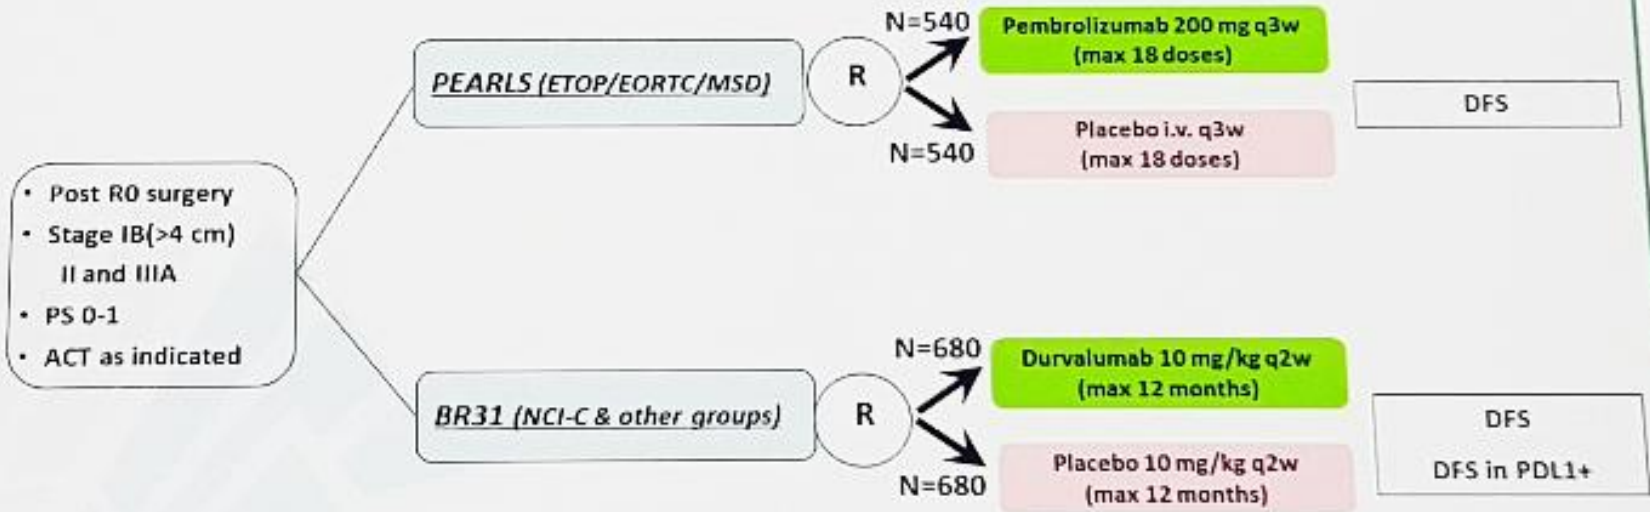 • Post R0 surgery
• Stage IB(>4 cm)
II and IIIA
• PS 0-1
• ACT as indicated
PEARLS (ETOP/EORTC/MSD)
R
N=540
Pembrolizumab 200 mg q3w
(max 18 doses)
N=540
Placebo i.v. q3w
(max 18 doses)
DFS
BR31 (NCI-C & other groups)
R
N=680
Durvalumab 10 mg/kg q2w
(max 12 months)
N=680
Placebo 10 mg/kg q2w
(max 12 months)
DFS
DFS in PDL1+